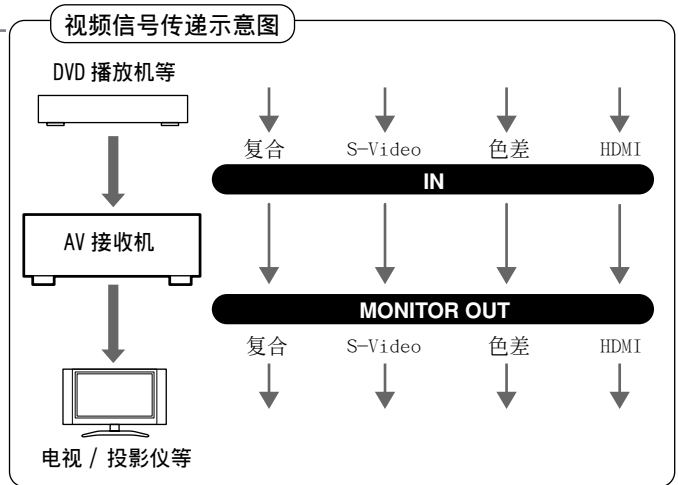 视频信号传递示意图
DVD 播放机等
复合 S-Video 色差 HDMI
IN
AV 接收机
MONITOR OUT
复合 S-Video 色差 HDMI
电视 / 投影仪等